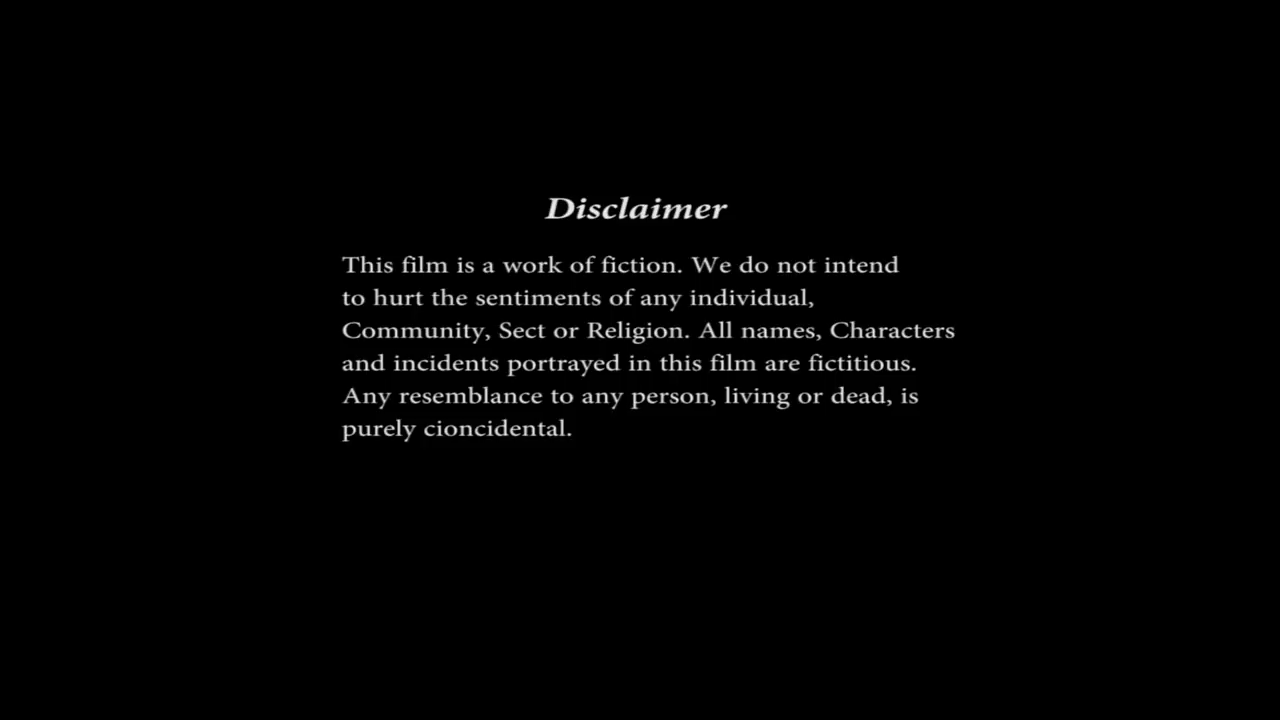 Disclaimer
This film is a work of fiction. We do not intend
to hurt the sentiments of any individual,
Community, Sect or Religion. All names, Characters
and incidents portrayed in this film are fictitious.
Any resemblance to any person, living or dead, is
purely cioncidental.